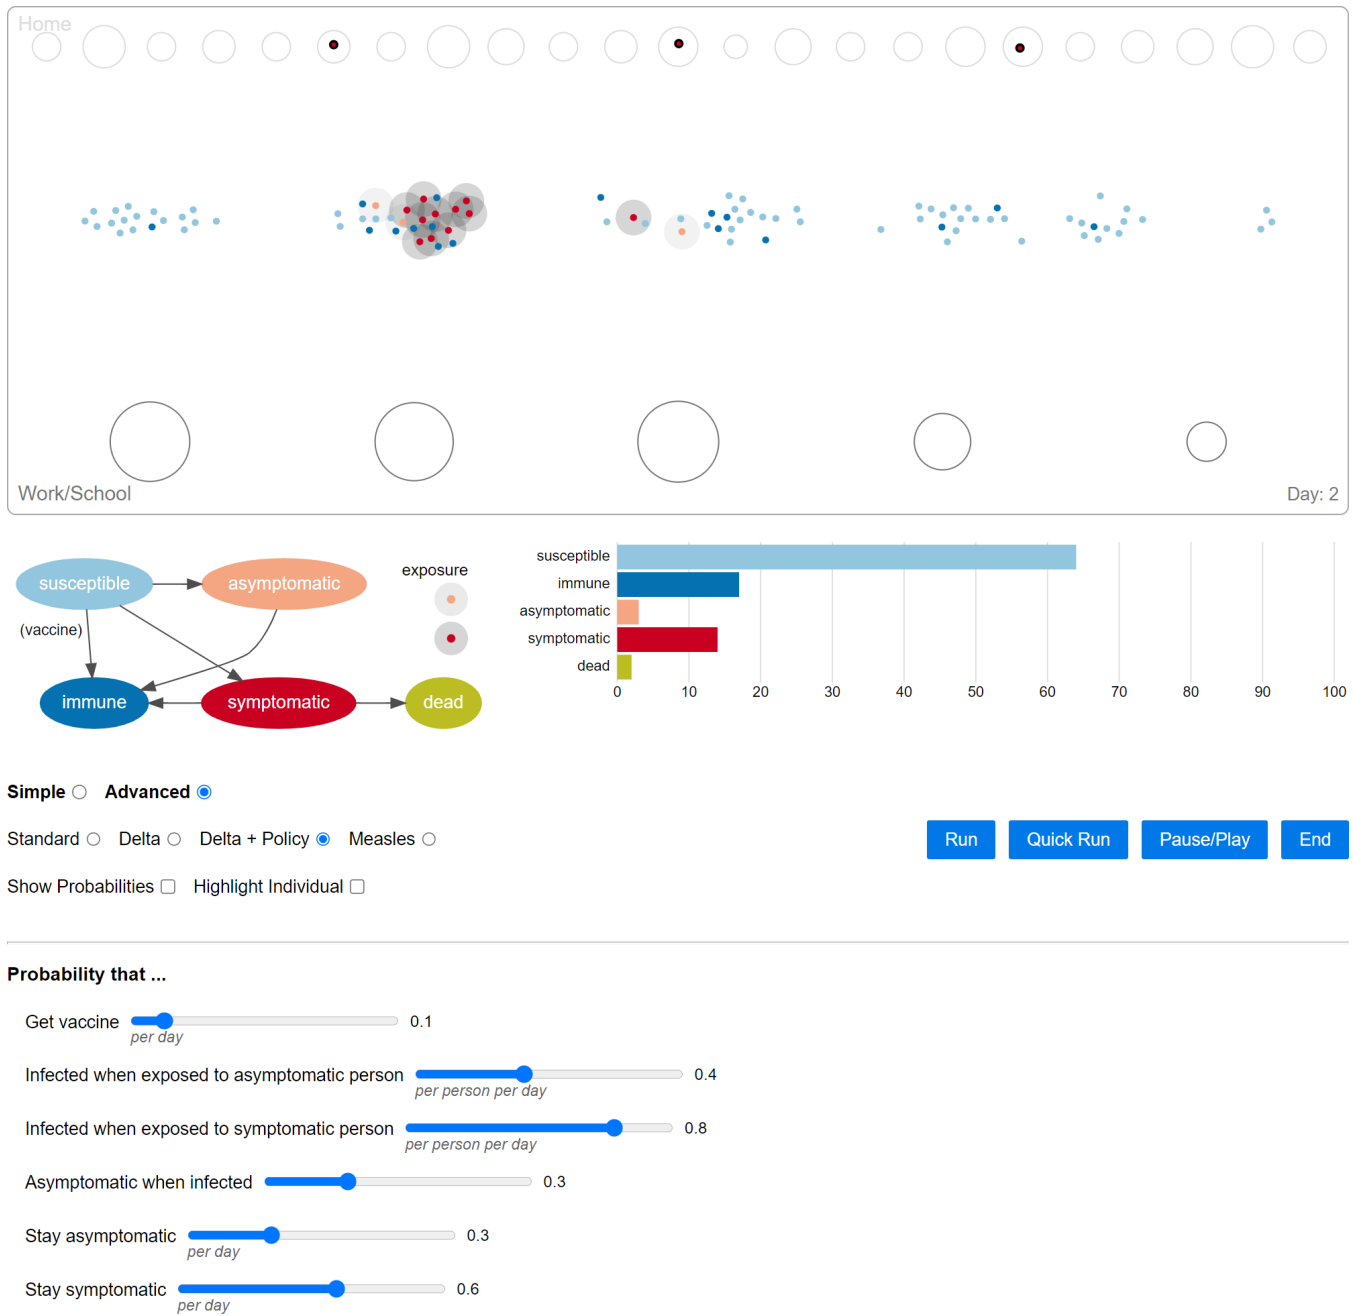 Home
Work/School
Day: 2
susceptible
asymptomatic
(vaccine)
immune
symptomatic
dead
exposure
susceptible
immune
asymptomatic
symptomatic
dead
0 10 20 30 40 50 60 70 80 90 100
Simple Advanced
Standard Delta Delta + Policy Measles
Run Quick Run Pause/Play End
Show Probabilities Highlight Individual
Probability that ...
Get vaccine 0.1
per day
Infected when exposed to asymptomatic person 0.4
per person per day
Infected when exposed to symptomatic person 0.8
per person per day
Asymptomatic when infected 0.3
Stay asymptomatic 0.3
per day
Stay symptomatic 0.6
per day